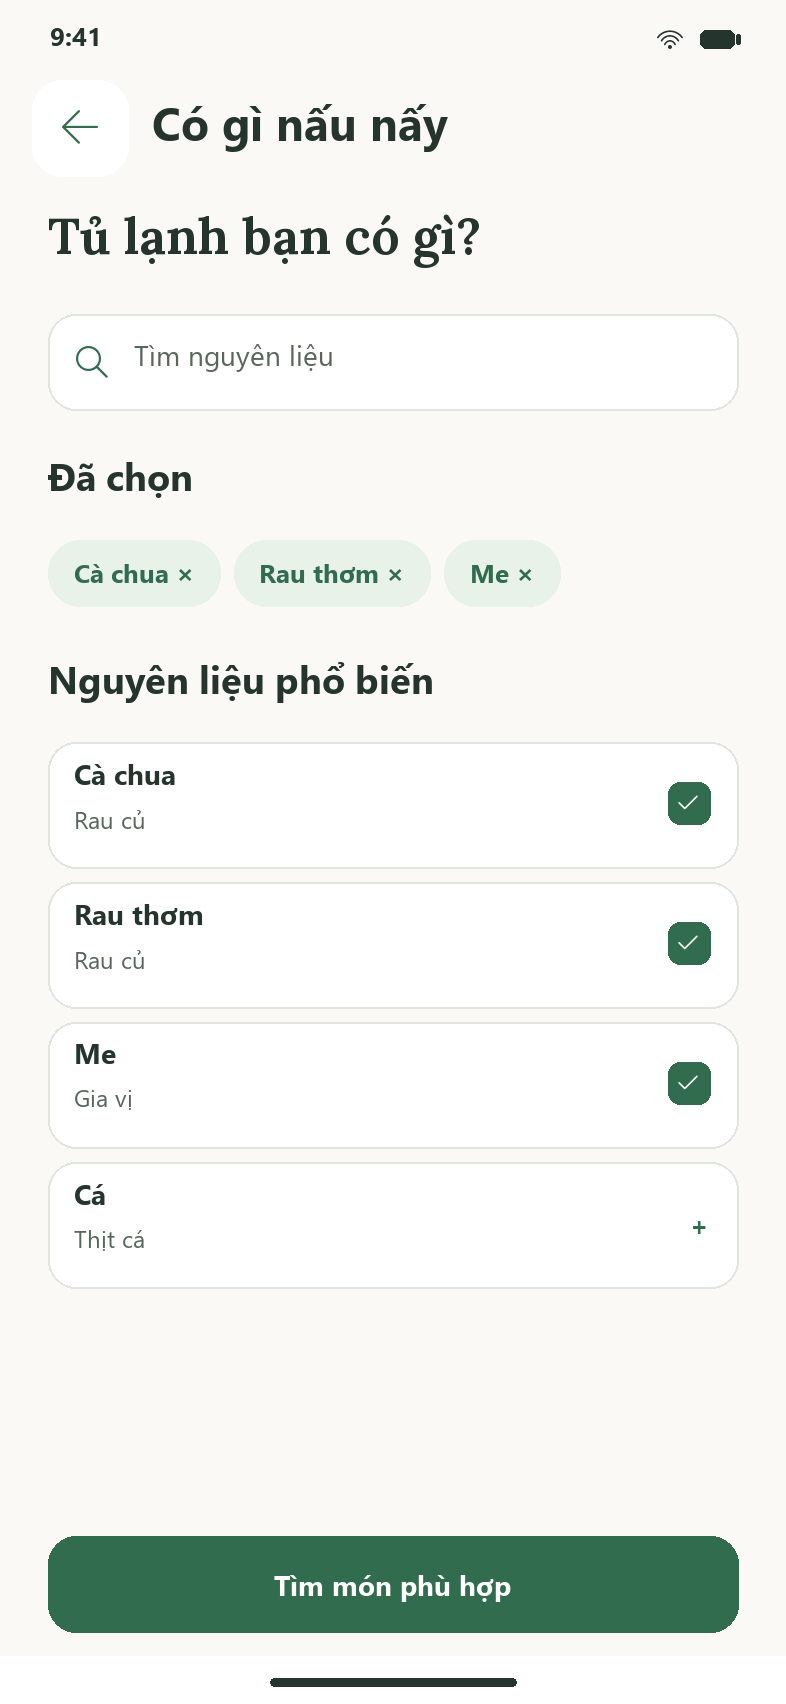 9:41
Có gì nấu nấy
Tủ lạnh bạn có gì?
Tìm nguyên liệu
Đã chọn
Cà chua × Rau thơm × Me ×
Nguyên liệu phổ biến
Cà chua
Rau củ
Rau thơm
Rau củ
Me
Gia vị
Cá
Thịt cá
+
Tìm món phù hợp